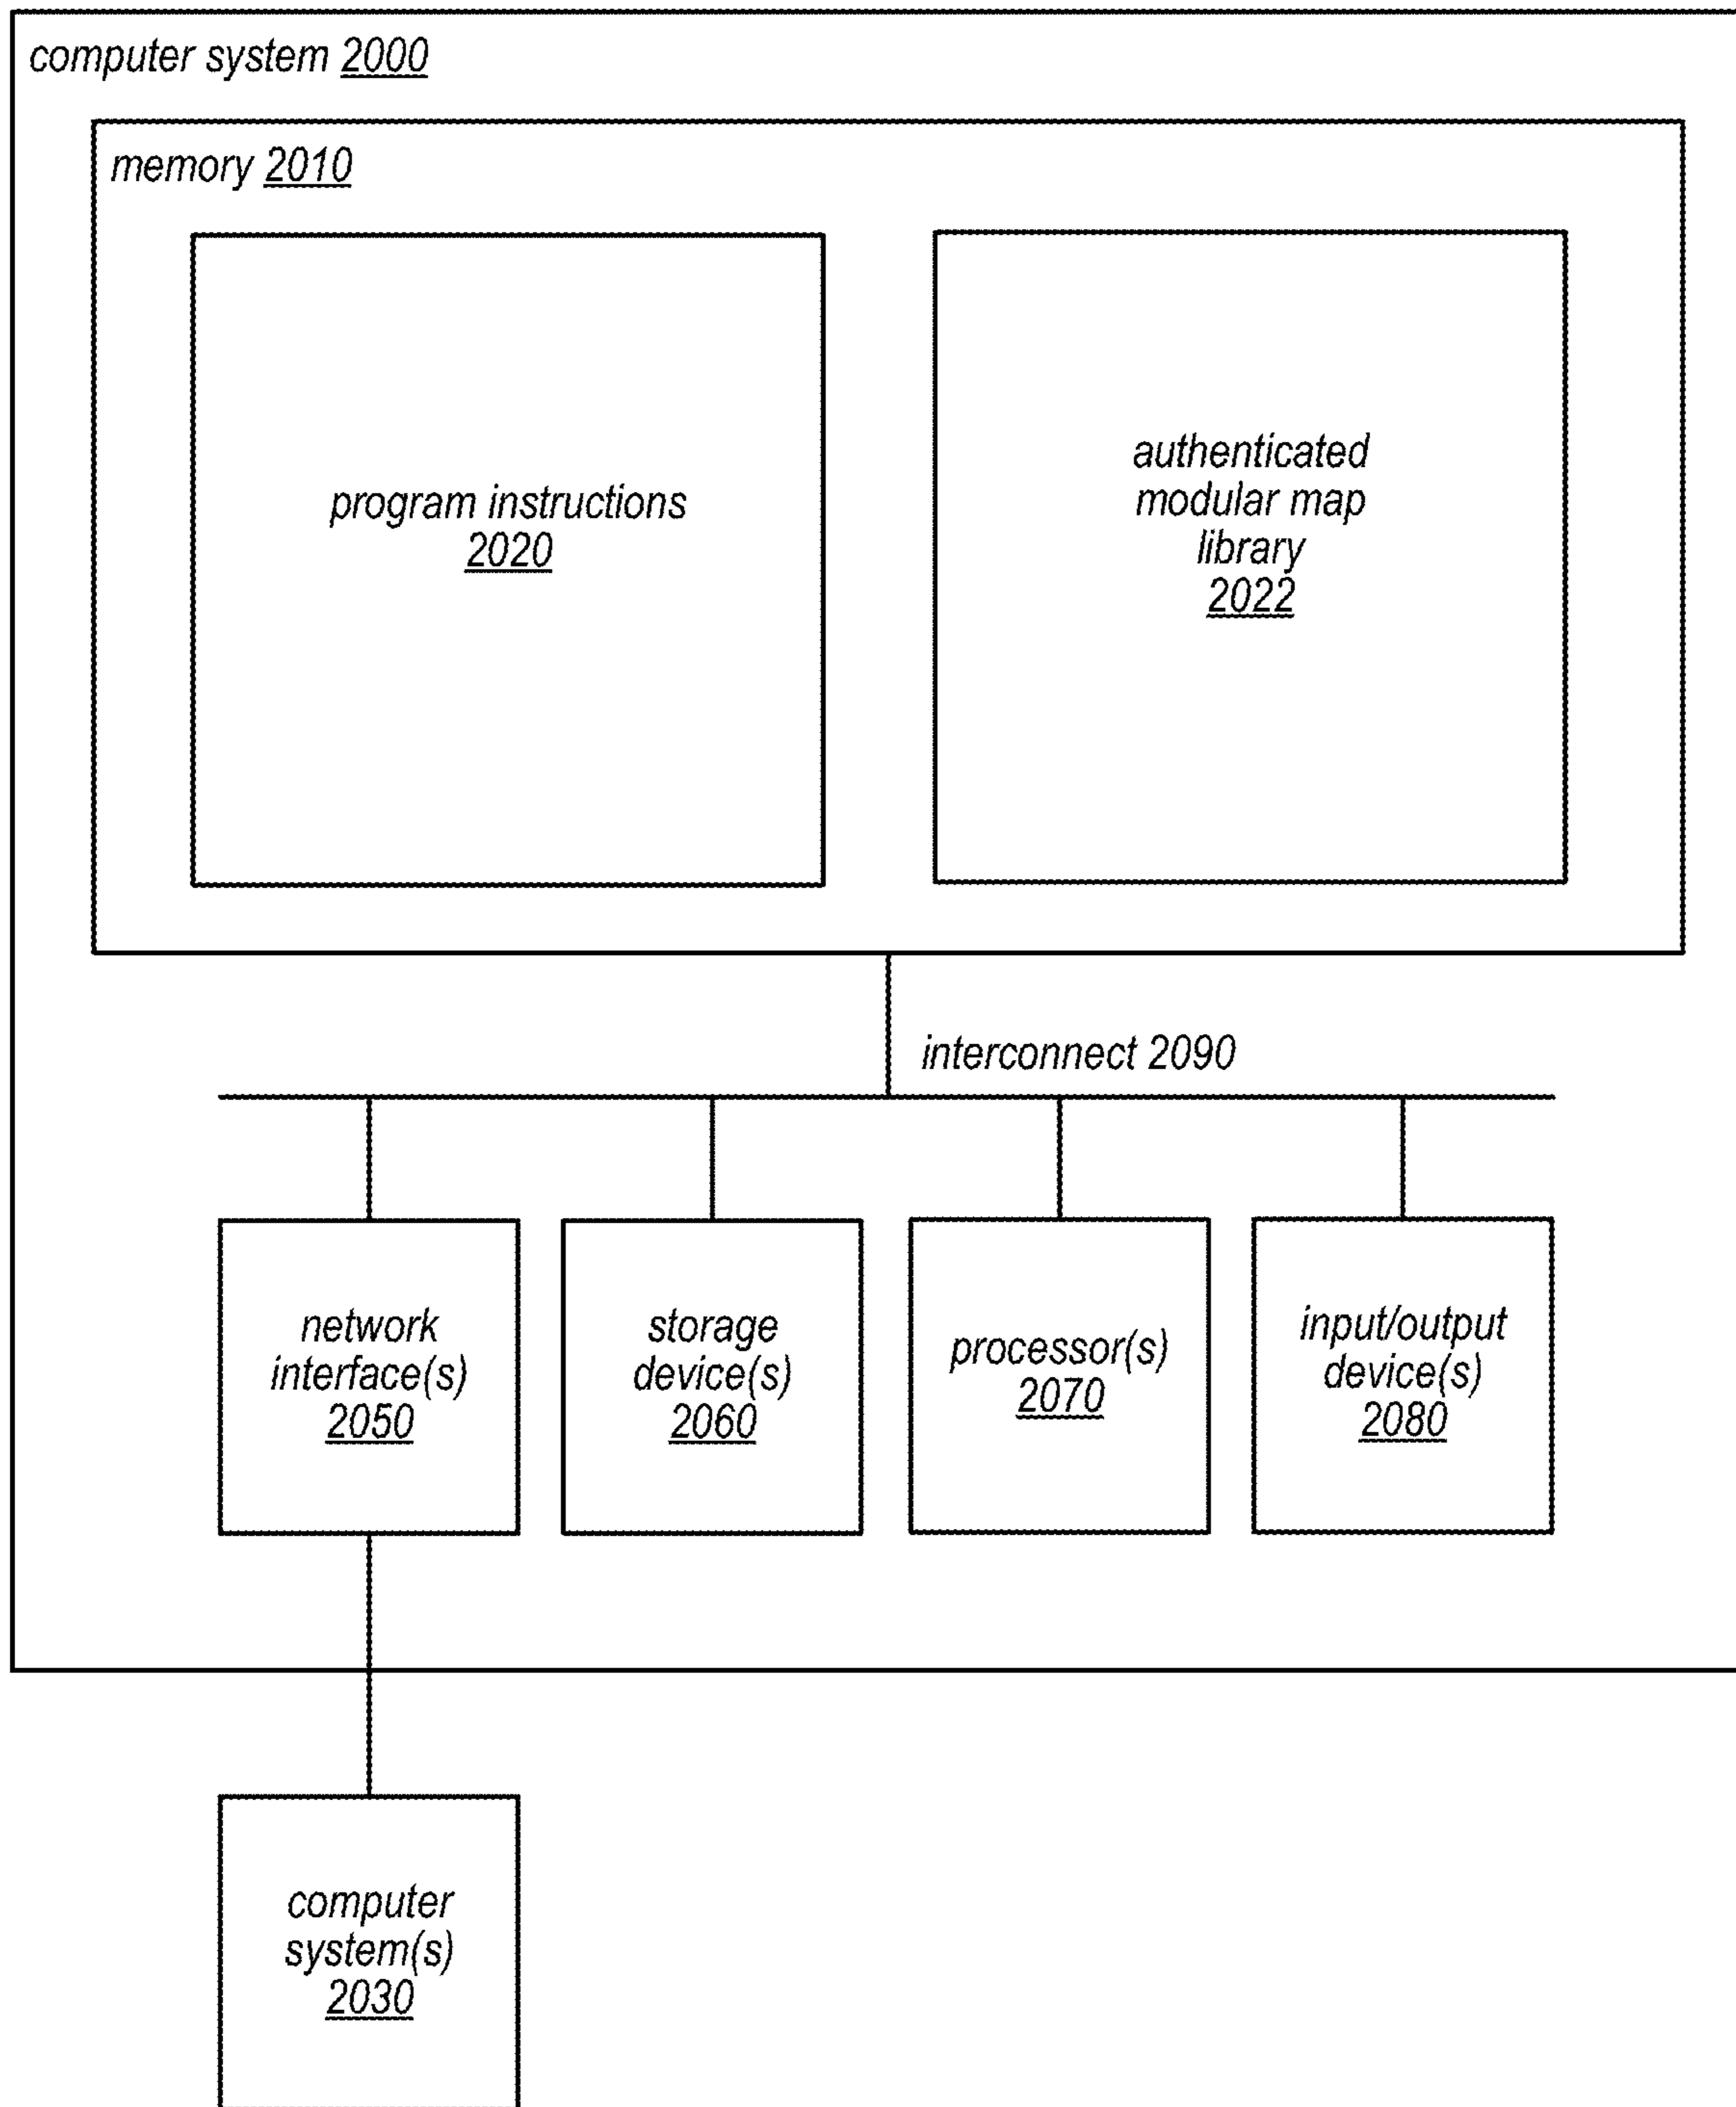 computer system 2000
memory 2010
program instructions
2020
authenticated
modular map
library
2022
interconnect 2090
network
interface(s)
2050
storage
device(s)
2060
processor(s)
2070
input/output
device(s)
2080
computer
system(s)
2030